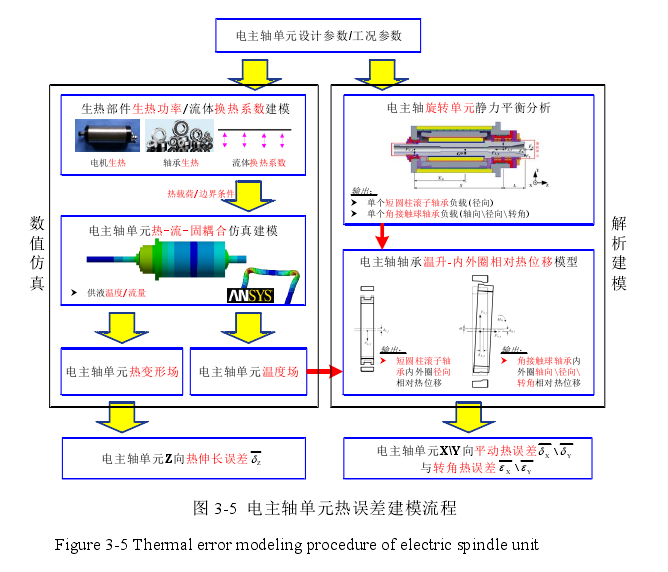 电主轴单元设计参数/工况参数
数值仿真
生热部件生热功率/流体换热系数建模
电机生热
轴承生热
流体换热系数
热载荷/边界条件
电主轴单元热-流-固耦合仿真建模
供液温度/流量
ANSYS
电主轴单元热变形场
电主轴单元温度场
电主轴单元Z向热伸长误差 δZ
解析建模
电主轴旋转单元静力平衡分析
输出:
单个短圆柱滚子轴承负载(径向)
单个角接触球轴承负载(轴向\径向\转角)
电主轴轴承温升-内外圈相对热位移模型
输出:
短圆柱滚子轴
承内外圈径向
相对热位移
输出:
角接触球轴承内
外圈轴向\径向\
转角相对热位移
电主轴单元X\Y向平动热误差 δX \ δY
与转角热误差 εX \ εY
图 3-5 电主轴单元热误差建模流程
Figure 3-5 Thermal error modeling procedure of electric spindle unit